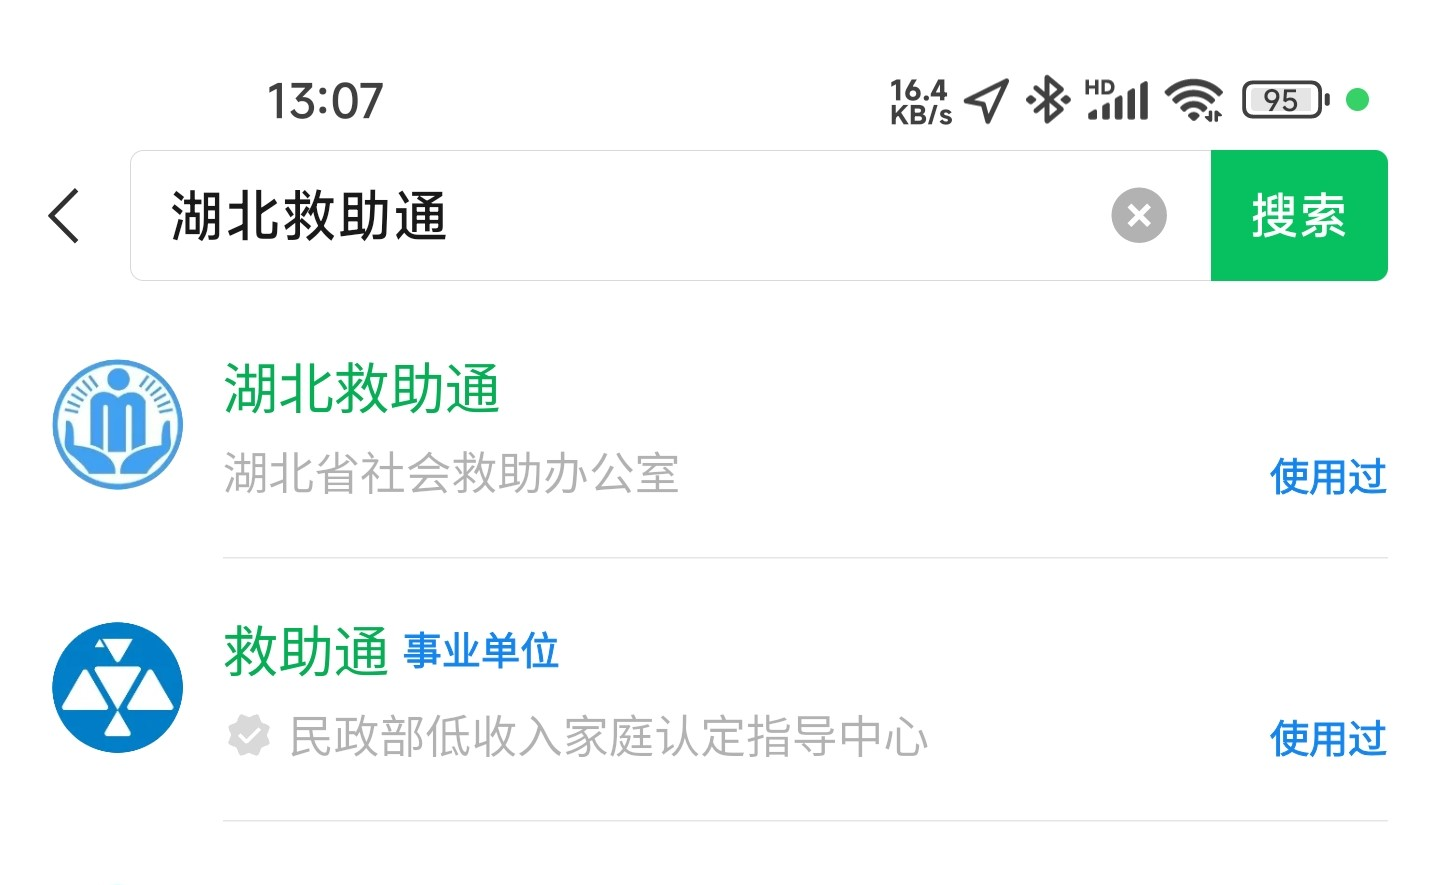 13:07
16.4 KB/s
HD
95
湖北救助通
搜索
湖北救助通
湖北省社会救助办公室
使用过
救助通 事业单位
民政部低收入家庭认定指导中心
使用过